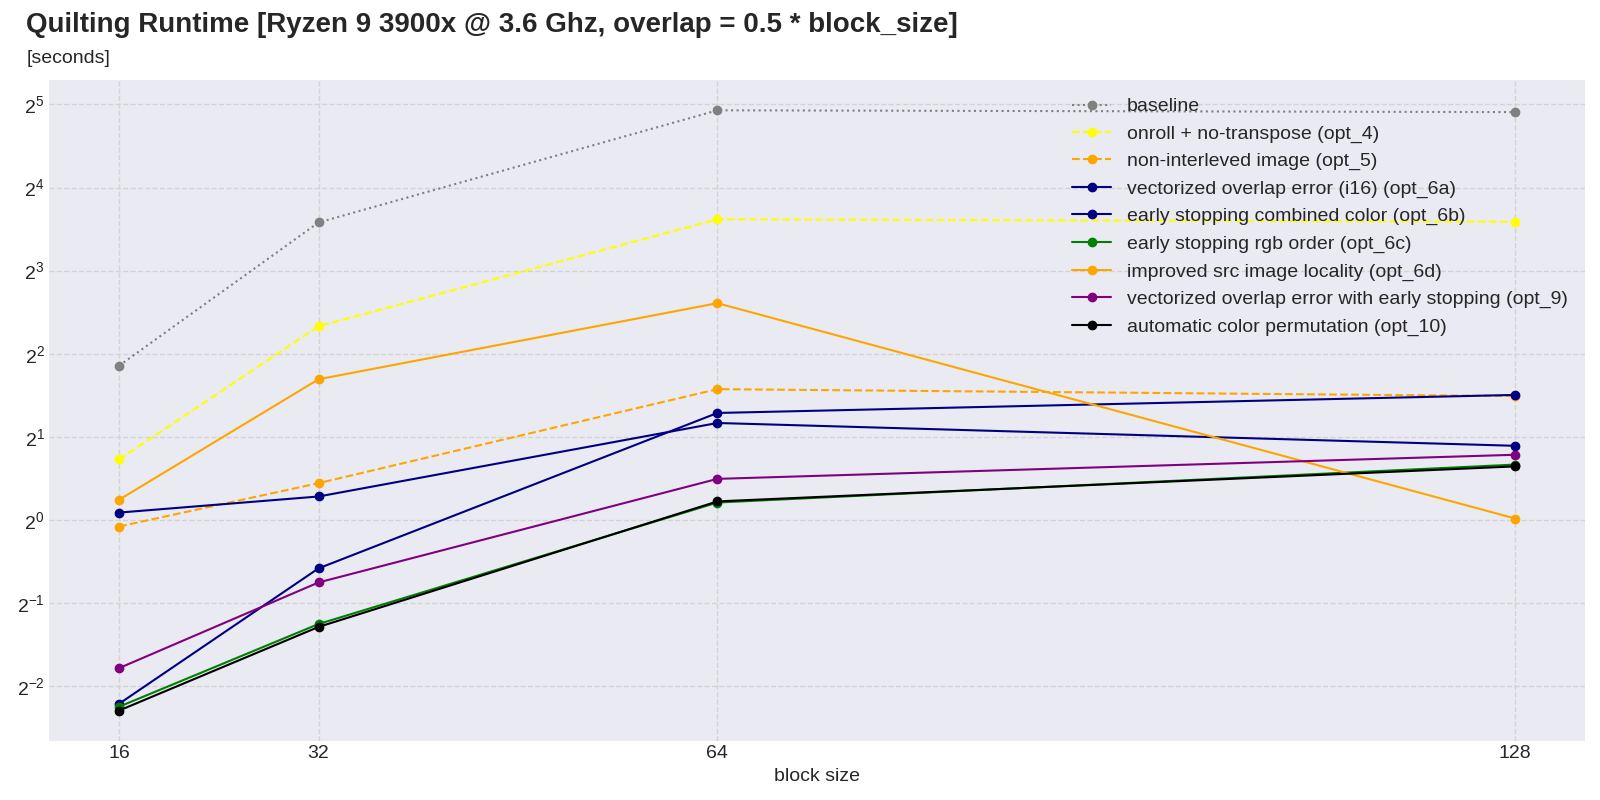 Quilting Runtime [Ryzen 9 3900x @ 3.6 Ghz, overlap = 0.5 * block_size]
[seconds]
2⁵
2⁴
2³
2²
2¹
2⁰
2⁻¹
2⁻²
baseline
onroll + no-transpose (opt_4)
non-interleved image (opt_5)
vectorized overlap error (i16) (opt_6a)
early stopping combined color (opt_6b)
early stopping rgb order (opt_6c)
improved src image locality (opt_6d)
vectorized overlap error with early stopping (opt_9)
automatic color permutation (opt_10)
16 32 64 128
block size